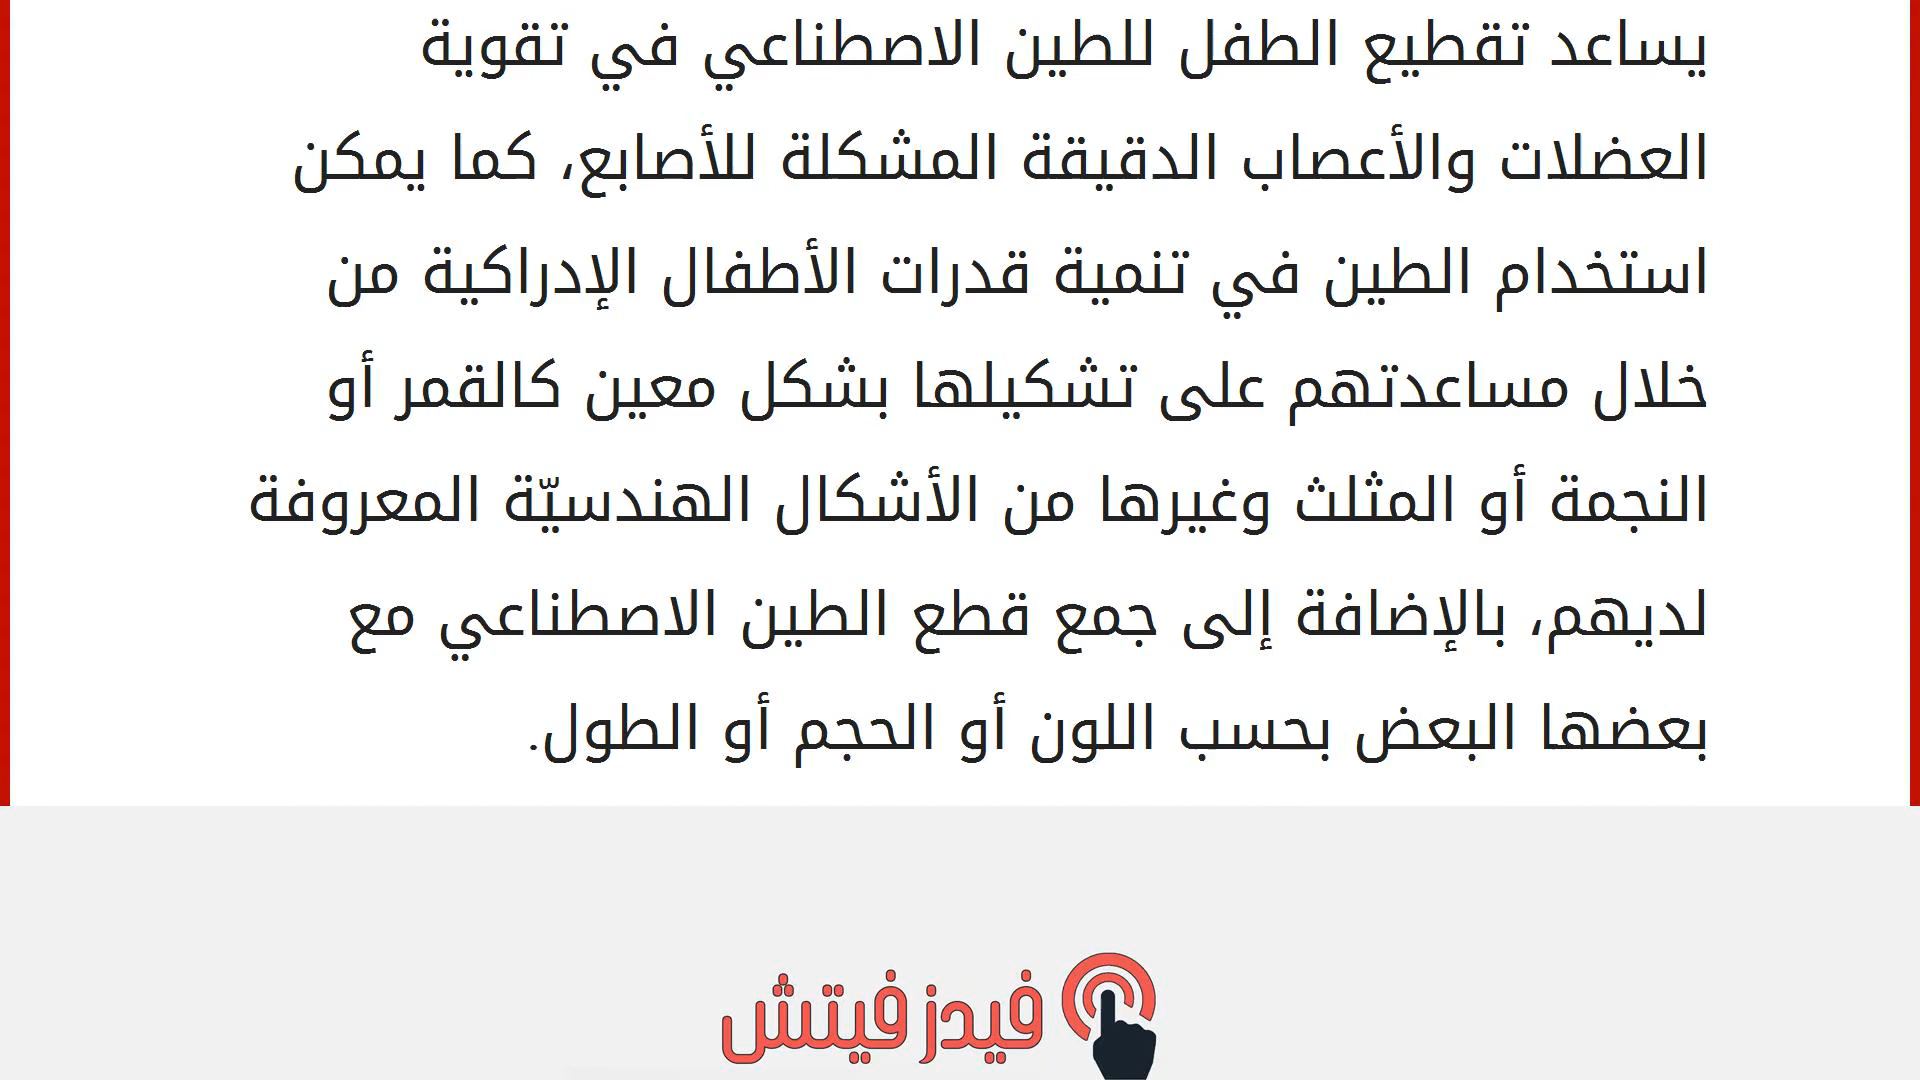 يساعد تقطيع الطفل للطين الاصطناعي في تقوية
العضلات والأعصاب الدقيقة المشكلة للأصابع، كما يمكن
استخدام الطين في تنمية قدرات الأطفال الإدراكية من
خلال مساعدتهم على تشكيلها بشكل معين كالقمر أو
النجمة أو المثلث وغيرها من الأشكال الهندسيّة المعروفة
لديهم، بالإضافة إلى جمع قطع الطين الاصطناعي مع
بعضها البعض بحسب اللون أو الحجم أو الطول.
فيدز فيتش